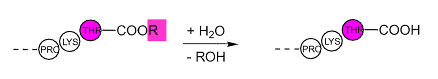 PRO LYS THR COOR + H₂O PRO LYS THR COOH
- ROH